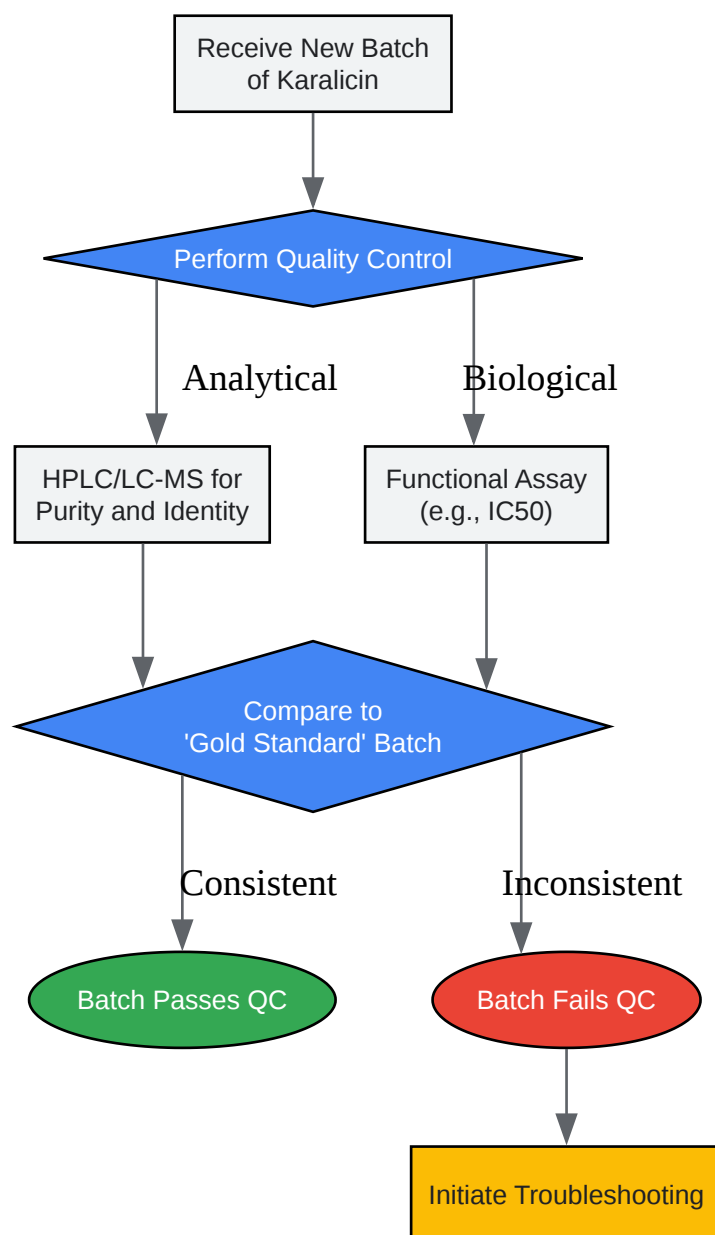 Receive New Batch
of Karalicin
Perform Quality Control
Analytical
Biological
HPLC/LC-MS for
Purity and Identity
Functional Assay
(e.g., IC50)
Compare to
'Gold Standard' Batch
Consistent
Inconsistent
Batch Passes QC
Batch Fails QC
Initiate Troubleshooting